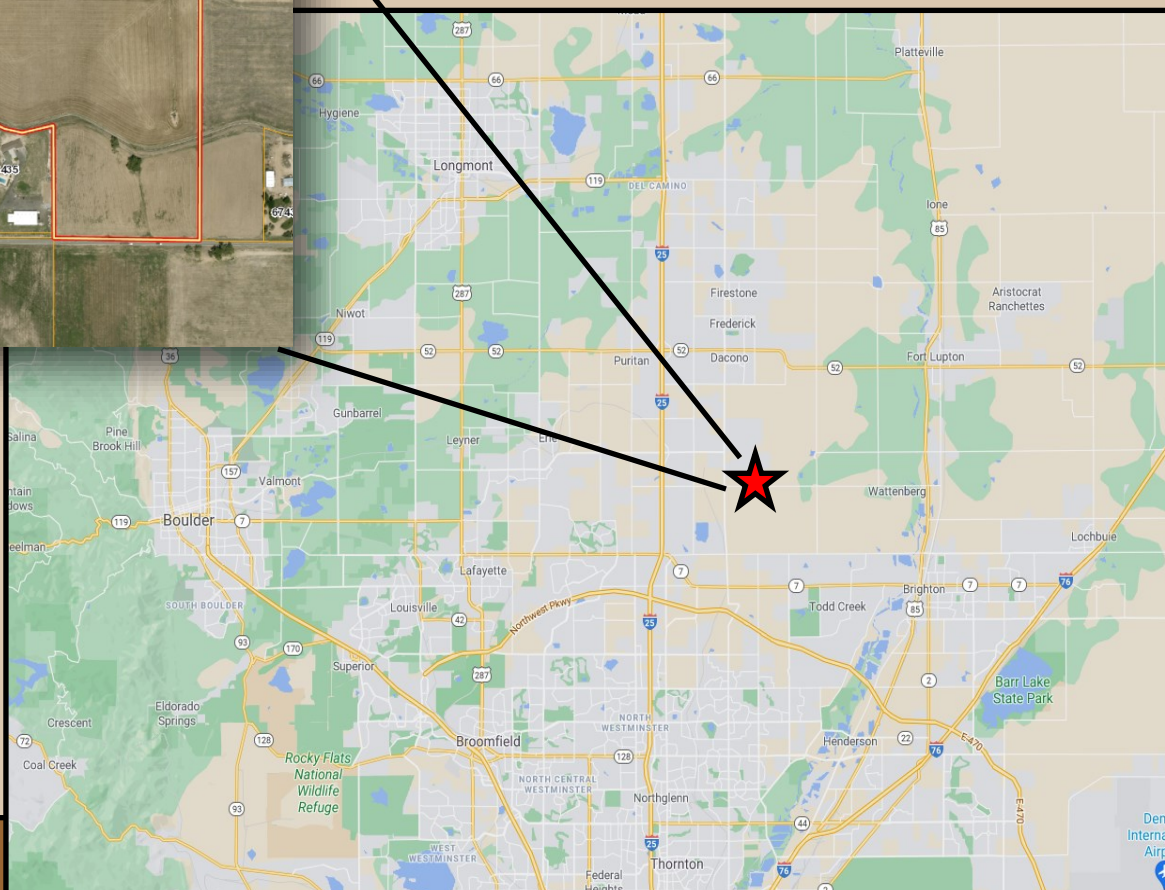 287
Platteville
66
66
66
Hygiene
Longmont
119
DEL CAMINO
435
Ione
85
25
287
Firestone
Aristocrat
Ranchettes
Niwot
Frederick
119
52
52
Puritan
52
Dacono
52
Fort Lupton
52
36
25
Gunbarrel
Pine
Brook Hill
Leyner
157
Valmont
Wattenberg
119
Boulder
7
Lochbuie
Lafayette
7
7
Brighton
7
7
76
SOUTH BOULDER
Louisville
Northwest Pkwy
Todd Creek
85
42
25
93
170
Superior
287
2
Barr Lake
State Park
Eldorado
Springs
Crescent
NORTH
WESTMINSTER
72
128
Broomfield
Henderson
22
76
E-470
Coal Creek
Rocky Flats
National
Wildlife
Refuge
128
NORTH CENTRAL
WESTMINSTER
Northglenn
93
E-470
44
25
WEST
WESTMINSTER
Thornton
76
Federal
Heights